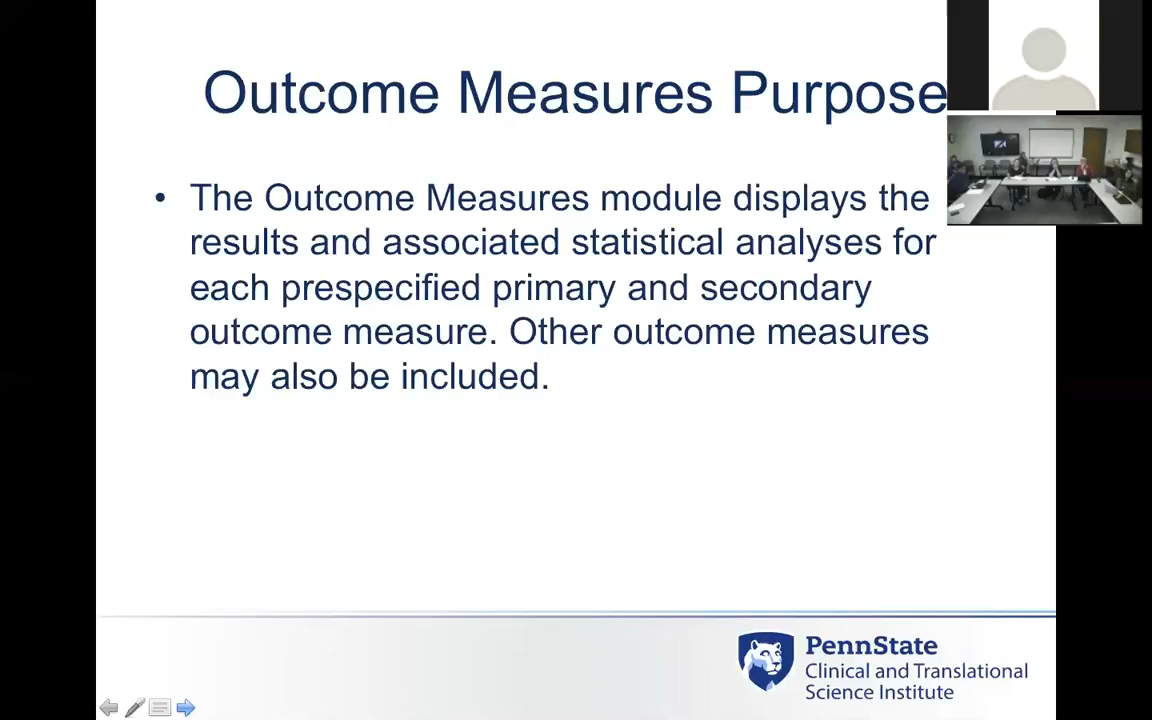 Outcome Measures Purpose
• The Outcome Measures module displays the
results and associated statistical analyses for
each prespecified primary and secondary
outcome measure. Other outcome measures
may also be included.
PennState
Clinical and Translational
Science Institute